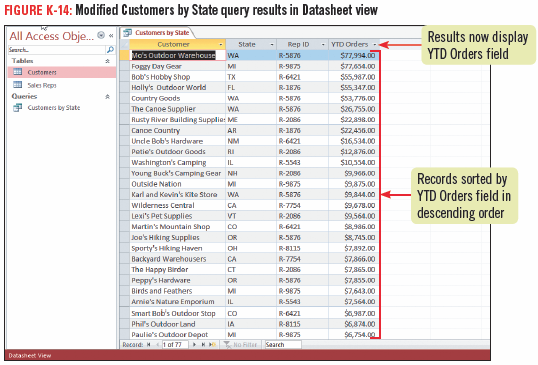 FIGURE K-14: Modified Customers by State query results in Datasheet view
All Access Obje...
Search...
Tables
Customers
Sales Reps
Queries
Customers by State
Customers by State
Customer State Rep ID YTD Orders
Mo's Outdoor Warehouse WA R-5876 $77,994.00
Foggy Day Gear MI R-9875 $77,654.00
Bob's Hobby Shop TX R-6421 $55,987.00
Holly's Outdoor World FL R-1876 $55,347.00
Country Goods WA R-5876 $53,776.00
The Canoe Supplier WA R-5876 $26,755.00
Rusty River Building Supplies ME R-2086 $22,898.00
Canoe Country AR R-1876 $22,456.00
Uncle Bob's Hardware NM R-6421 $16,534.00
Petie's Outdoor Goods RI R-2086 $12,876.00
Washington's Camping IL R-5543 $10,554.00
Young Buck's Camping Gear NH R-2086 $9,966.00
Outside Nation MI R-9875 $9,875.00
Karl and Kevin's Kite Store WA R-5876 $9,844.00
Wilderness Central CA R-7754 $9,678.00
Lexi's Pet Supplies VT R-2086 $9,564.00
Martin's Mountain Shop CO R-6421 $8,986.00
Joe's Hiking Supplies OR R-5876 $8,745.00
Sporty's Hiking Haven OH R-8115 $7,892.00
Backyard Warehousers CA R-7754 $7,866.00
The Happy Birder CT R-2086 $7,865.00
Peppy's Hardware OR R-5876 $7,855.00
Birds and Feathers MI R-9875 $7,643.00
Arnie's Nature Emporium IL R-5543 $7,564.00
Smart Bob's Outdoor Stop CO R-6421 $6,987.00
Phil's Outdoor Land IA R-8115 $6,874.00
Paulie's Outdoor Depot MI R-9875 $6,754.00
Record: 1 of 77 No Filter Search
Datasheet View
Results now display
YTD Orders field
Records sorted by
YTD Orders field in
descending order